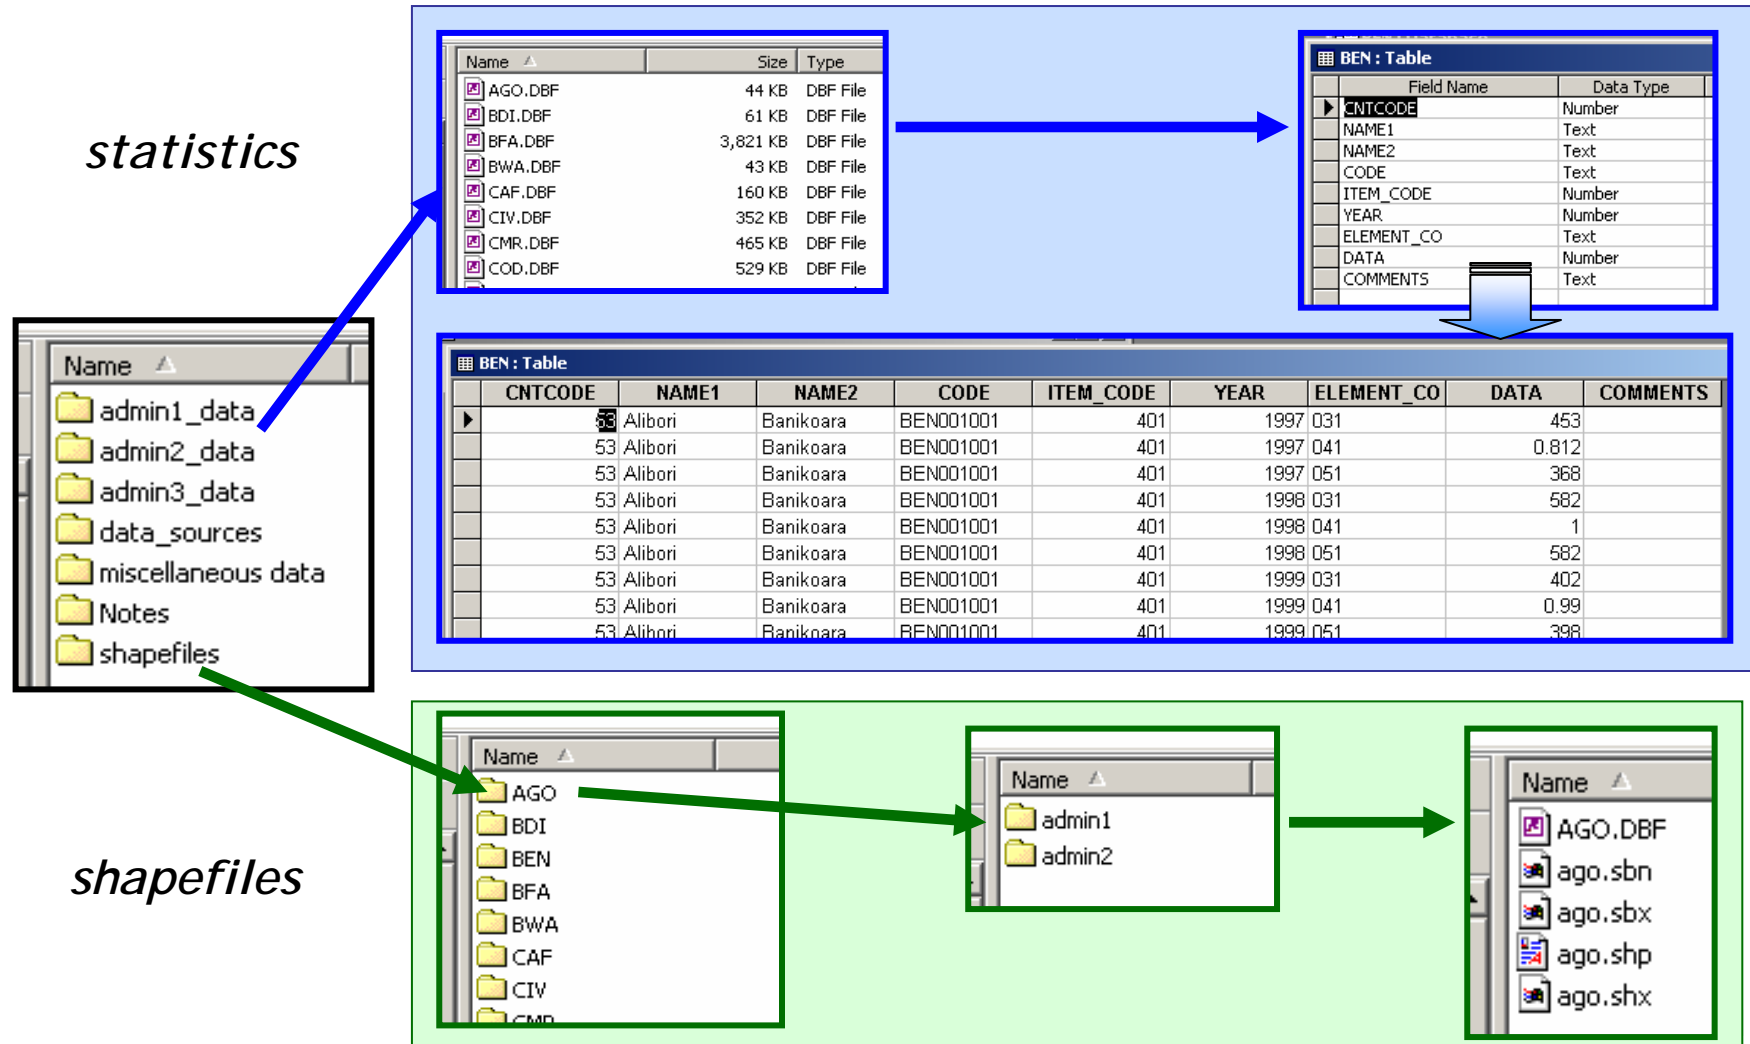 statistics
Name Size Type
AGO.DBF 44 KB DBF File
BDI.DBF 61 KB DBF File
BFA.DBF 3,821 KB DBF File
BWA.DBF 43 KB DBF File
CAF.DBF 160 KB DBF File
CIV.DBF 352 KB DBF File
CMR.DBF 465 KB DBF File
COD.DBF 529 KB DBF File
BEN : Table
Field Name Data Type
CNTCODE Number
NAME1 Text
NAME2 Text
CODE Text
ITEM_CODE Number
YEAR Number
ELEMENT_CO Text
DATA Number
COMMENTS Text
Name
admin1_data
admin2_data
admin3_data
data_sources
miscellaneous data
Notes
shapefiles
BEN : Table
CNTCODE NAME1 NAME2 CODE ITEM_CODE YEAR ELEMENT_CO DATA COMMENTS
53 Alibori Banikoara BEN001001 401 1997 031 453
53 Alibori Banikoara BEN001001 401 1997 041 0.812
53 Alibori Banikoara BEN001001 401 1997 051 368
53 Alibori Banikoara BEN001001 401 1998 031 582
53 Alibori Banikoara BEN001001 401 1998 041 1
53 Alibori Banikoara BEN001001 401 1998 051 582
53 Alibori Banikoara BEN001001 401 1999 031 402
53 Alibori Banikoara BEN001001 401 1999 041 0.99
53 Alibori Banikoara BEN001001 401 1999 051 398
shapefiles
Name
AGO
BDI
BEN
BFA
BWA
CAF
CIV
CMR
Name
admin1
admin2
Name
AGO.DBF
ago.sbn
ago.sbx
ago.shp
ago.shx